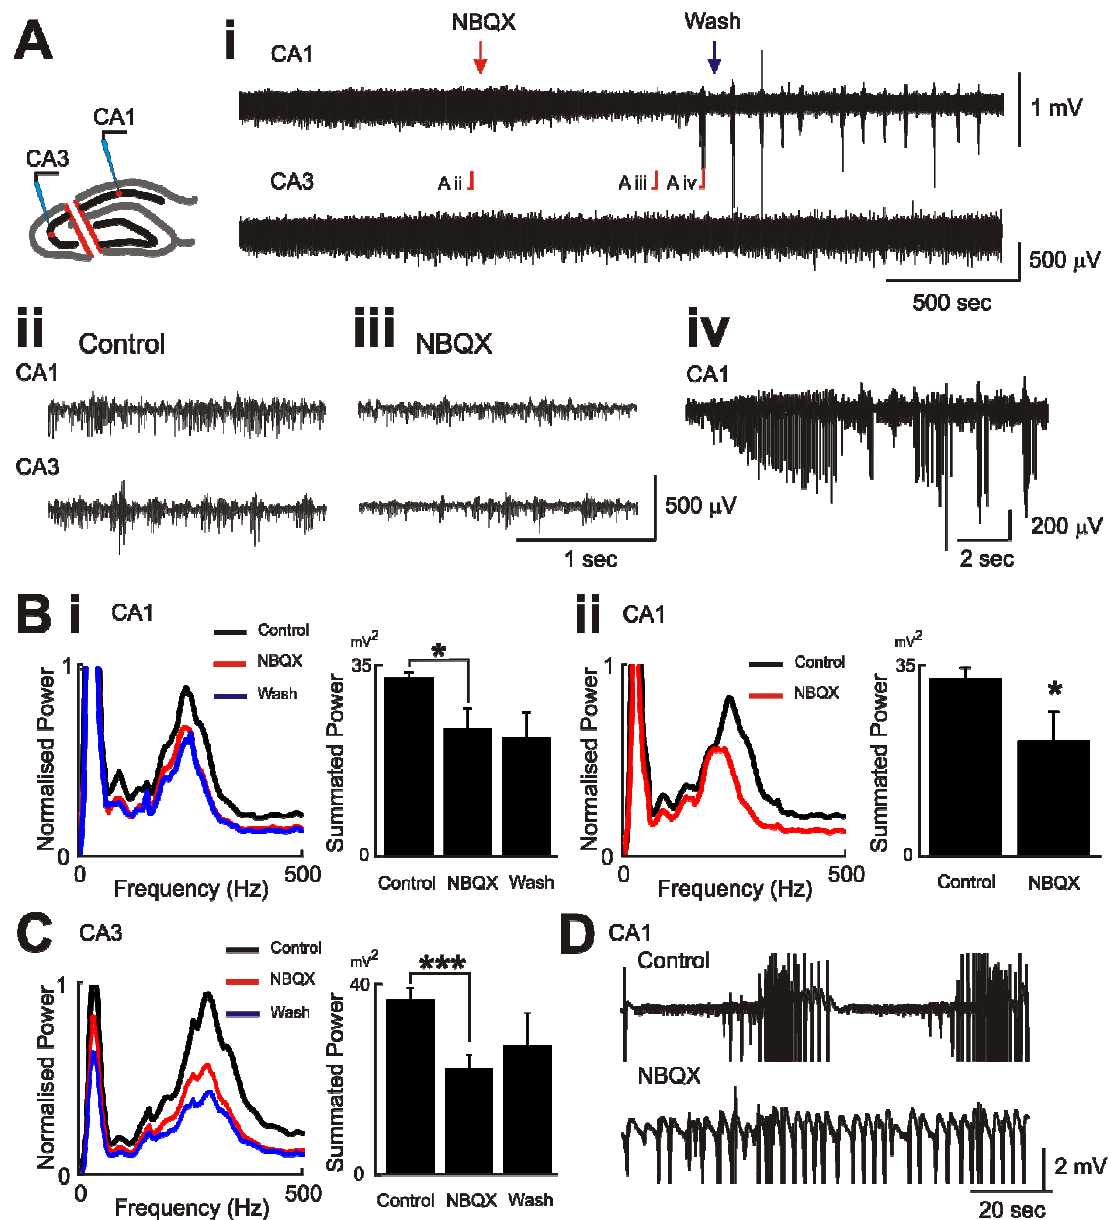 A
i
NBQX
Wash
CA1
1 mV
CA1
CA3
CA3
A ii
A iii
A iv
500 µV
500 sec
ii
Control
iii
NBQX
iv
CA1
CA1
CA3
500 µV
1 sec
200 µV
2 sec
B
i
CA1
Control
NBQX
Wash
1
0
Normalised Power
0
500
Frequency (Hz)
mV²
35
0
Summated Power
*
Control
NBQX
Wash
ii
CA1
Control
NBQX
1
0
Normalised Power
0
500
Frequency (Hz)
mV²
35
0
Summated Power
*
Control
NBQX
C
CA3
Control
NBQX
Wash
1
0
Normalised Power
0
500
Frequency (Hz)
mV²
40
0
Summated Power
***
Control
NBQX
Wash
D
CA1
Control
NBQX
2 mV
20 sec